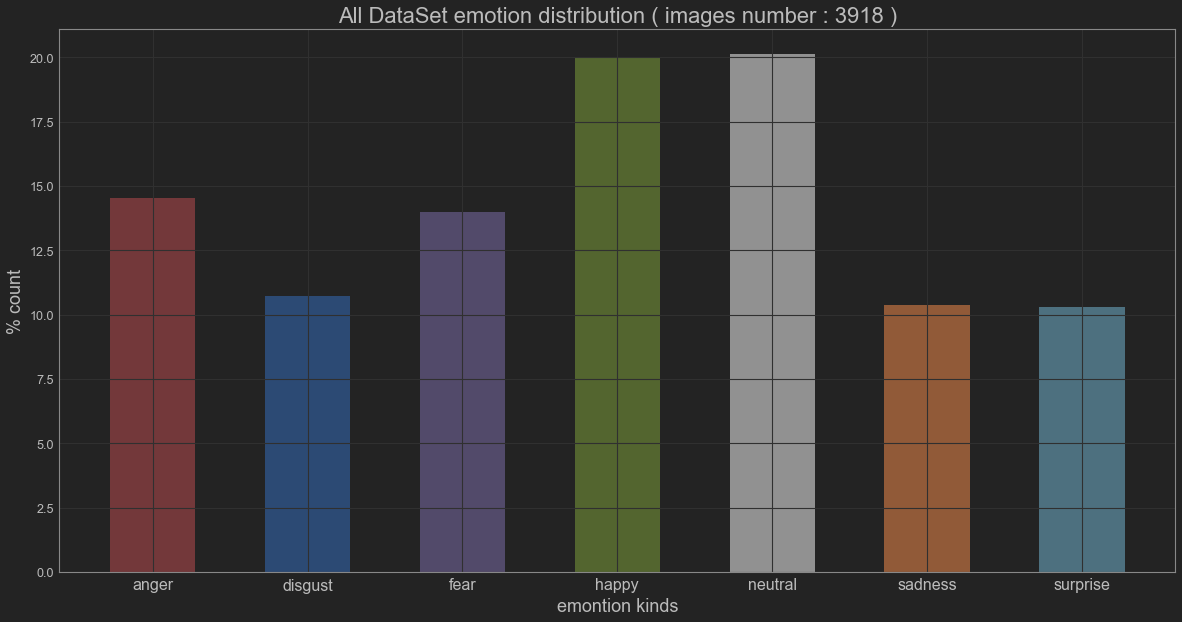 All DataSet emotion distribution ( images number : 3918 )
20.0
17.5
15.0
12.5
10.0
7.5
5.0
2.5
0.0
% count
anger disgust fear happy neutral sadness surprise
emontion kinds